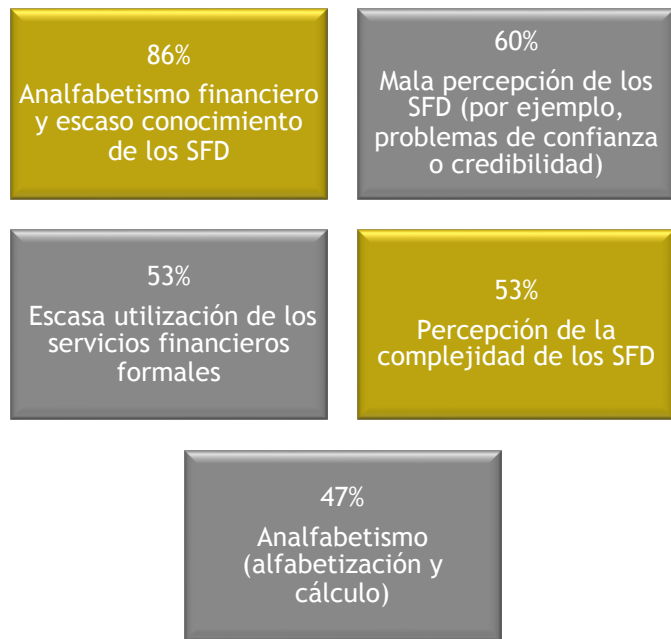 86%
Analfabetismo financiero
y escaso conocimiento
de los SFD
60%
Mala percepción de los
SFD (por ejemplo,
problemas de confianza
o credibilidad)
53%
Escasa utilización de los
servicios financieros
formales
53%
Percepción de la
complejidad de los SFD
47%
Analfabetismo
(alfabetización y
cálculo)